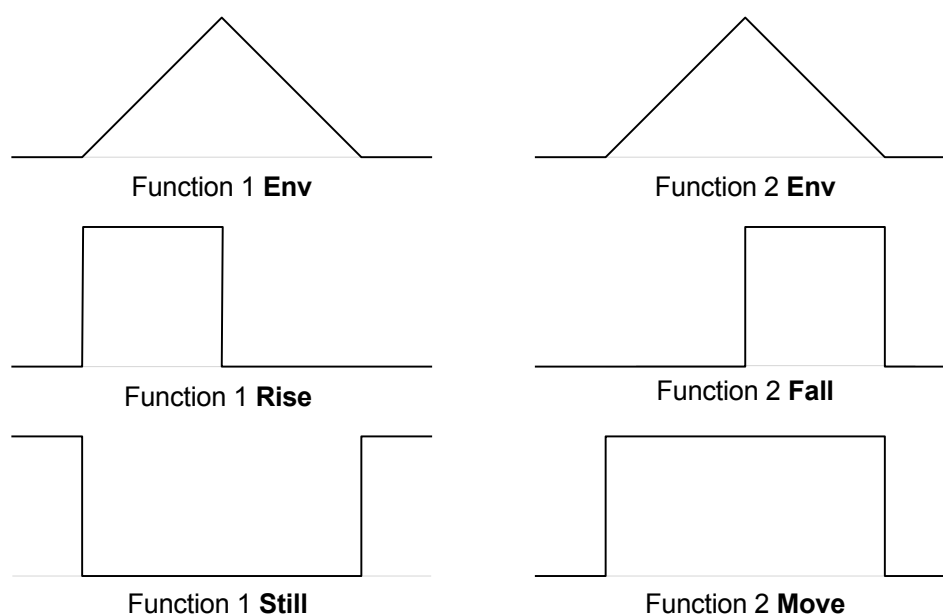 Function 1 Env
Function 2 Env
Function 1 Rise
Function 2 Fall
Function 1 Still
Function 2 Move